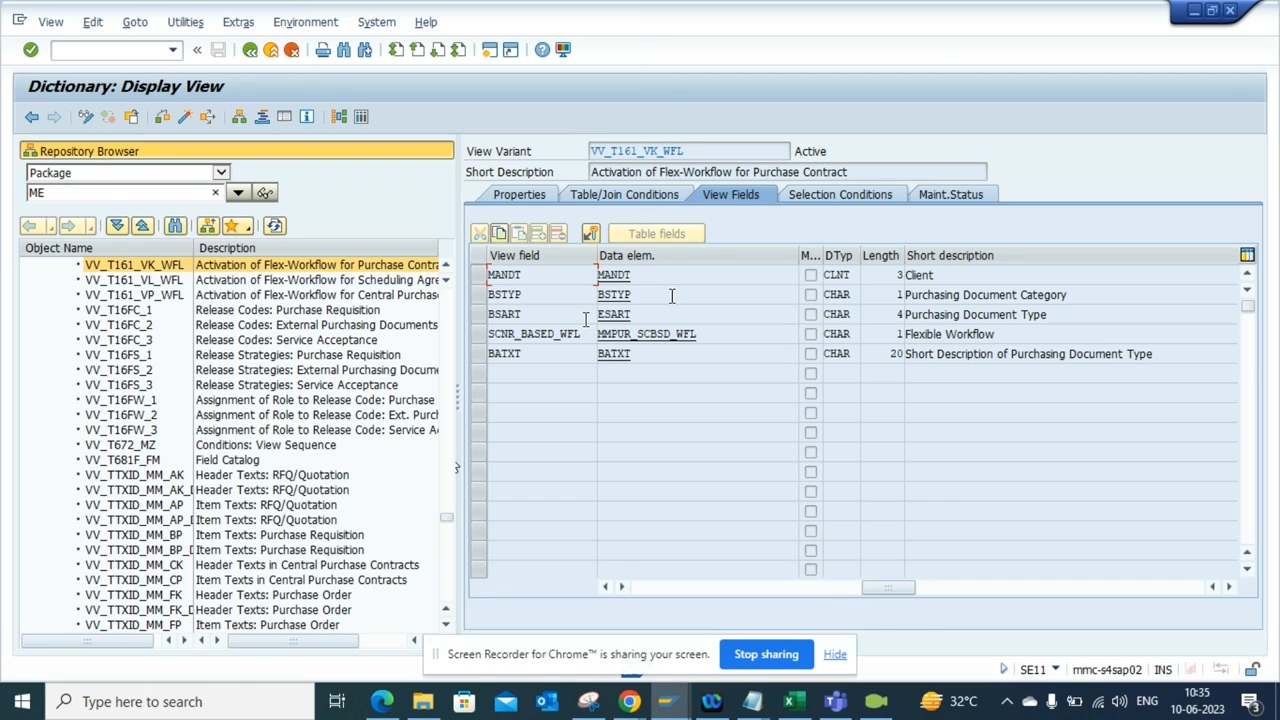 View Edit Goto Utilities Extras Environment System Help
Dictionary: Display View
Repository Browser
Package
ME
Object Name Description
VV_T161_VK_WFL Activation of Flex-Workflow for Purchase Contra
VV_T161_VL_WFL Activation of Flex-Workflow for Scheduling Agre
VV_T161_VP_WFL Activation of Flex-Workflow for Central Purchase
VV_T16FC_1 Release Codes: Purchase Requisition
VV_T16FC_2 Release Codes: External Purchasing Documents
VV_T16FC_3 Release Codes: Service Acceptance
VV_T16FS_1 Release Strategies: Purchase Requisition
VV_T16FS_2 Release Strategies: External Purchasing Docume
VV_T16FS_3 Release Strategies: Service Acceptance
VV_T16FW_1 Assignment of Role to Release Code: Purchase
VV_T16FW_2 Assignment of Role to Release Code: Ext. Purch
VV_T16FW_3 Assignment of Role to Release Code: Service A
VV_T672_MZ Conditions: View Sequence
VV_T681F_FM Field Catalog
VV_TTXID_MM_AK Header Texts: RFQ/Quotation
VV_TTXID_MM_AK_D Header Texts: RFQ/Quotation
VV_TTXID_MM_AP Item Texts: RFQ/Quotation
VV_TTXID_MM_AP_D Item Texts: RFQ/Quotation
VV_TTXID_MM_BP Item Texts: Purchase Requisition
VV_TTXID_MM_BP_D Item Texts: Purchase Requisition
VV_TTXID_MM_CK Header Texts in Central Purchase Contracts
VV_TTXID_MM_CP Item Texts in Central Purchase Contracts
VV_TTXID_MM_FK Header Texts: Purchase Order
VV_TTXID_MM_FK_D Header Texts: Purchase Order
VV_TTXID_MM_FP Item Texts: Purchase Order
View Variant VV_T161_VK_WFL Active
Short Description Activation of Flex-Workflow for Purchase Contract
Properties Table/Join Conditions View Fields Selection Conditions Maint.Status
Table fields
View field Data elem. M... DTyp Length Short description
MANDT MANDT CLNT 3 Client
BSTYP BSTYP CHAR 1 Purchasing Document Category
BSART ESART CHAR 4 Purchasing Document Type
SCNR_BASED_WFL MMPUR_SCBSD_WFL CHAR 1 Flexible Workflow
BATXT BATXT CHAR 20 Short Description of Purchasing Document Type
Screen Recorder for Chrome™ is sharing your screen. Stop sharing Hide
SE11 mmc-s4sap02 INS
Type here to search
32°C
ENG
10:35
10-06-2023
3